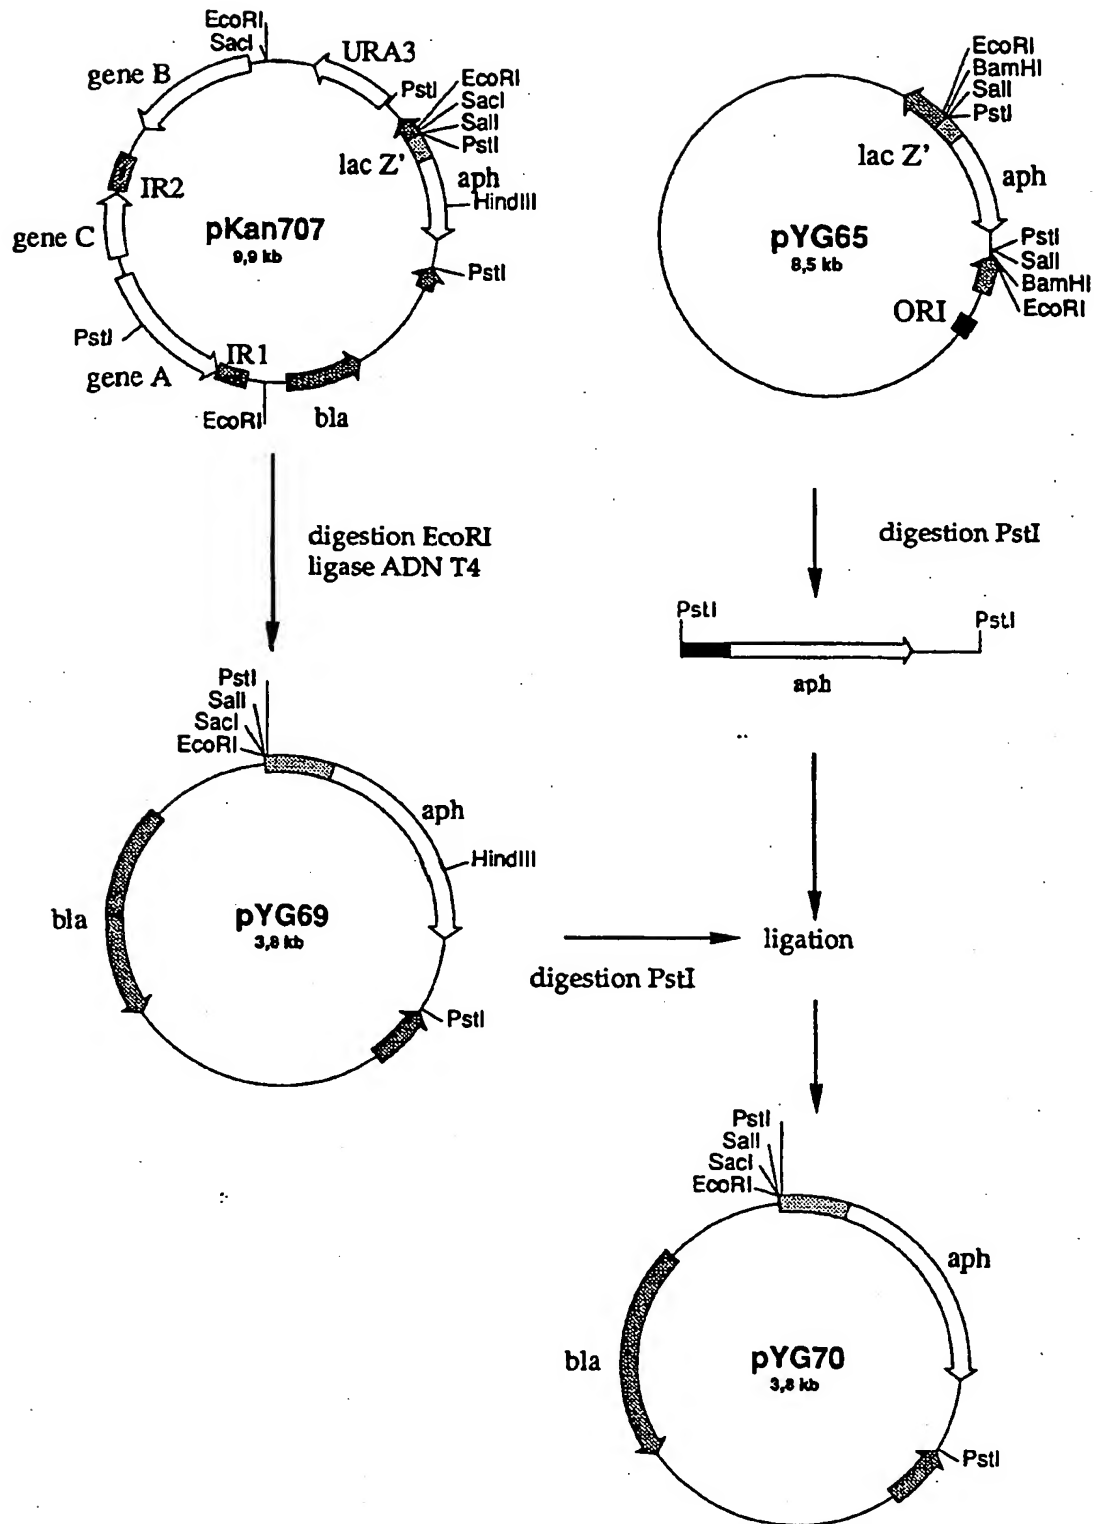 EcoRI
SacI
gene B
URA3
PstI
EcoRI
SacI
SalI
PstI
lac Z'
aph
HindIII
IR2
gene C
pKan707
9,9 kb
PstI
PstI
gene A
IR1
EcoRI
bla
EcoRI
BamHI
SalI
PstI
lac Z'
aph
pYG65
8,5 kb
PstI
SalI
BamHI
EcoRI
ORI
digestion EcoRI
ligase ADN T4
digestion PstI
PstI
PstI
aph
PstI
SalI
SacI
EcoRI
aph
HindIII
bla
pYG69
3,8 kb
PstI
digestion PstI
ligation
PstI
SalI
SacI
EcoRI
aph
bla
pYG70
3,8 kb
PstI